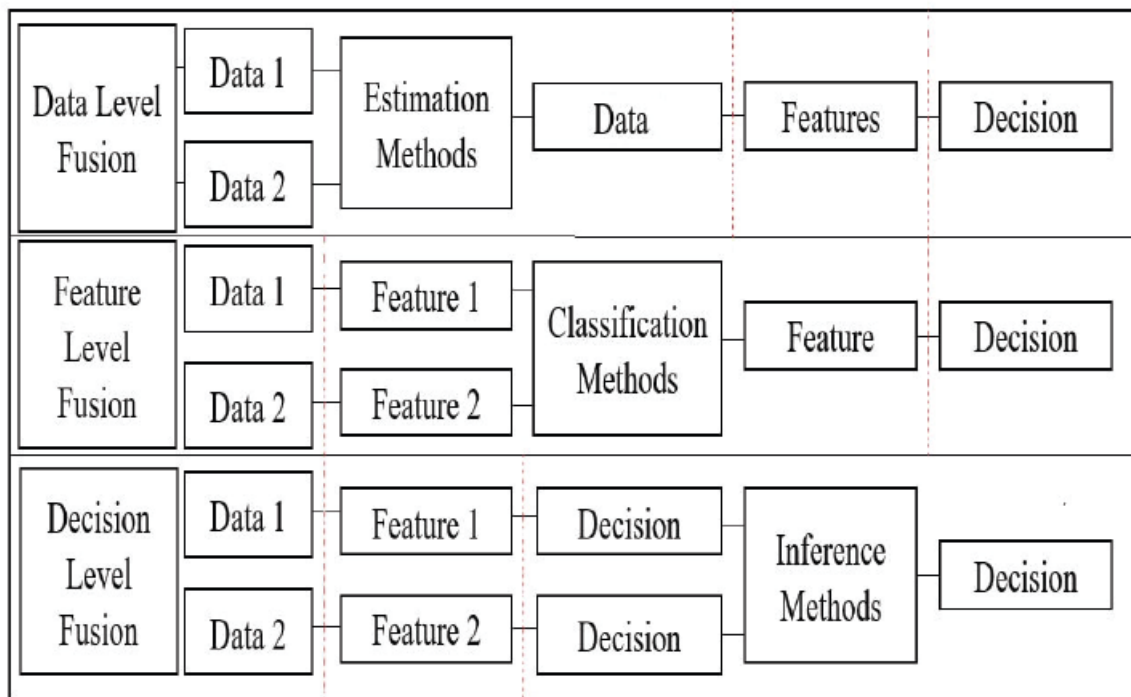 Data Level
Fusion
Data 1
Data 2
Estimation
Methods
Data
Features
Decision
Feature
Level
Fusion
Data 1
Data 2
Feature 1
Feature 2
Classification
Methods
Feature
Decision
Decision
Level
Fusion
Data 1
Data 2
Feature 1
Feature 2
Decision
Decision
Inference
Methods
Decision